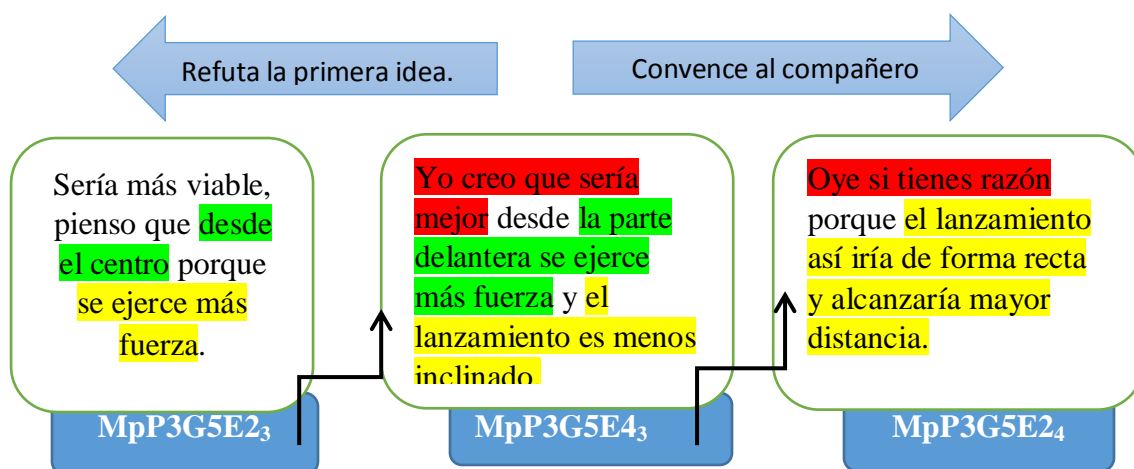 Refuta la primera idea.
Convence al compañero
Sería más viable,
pienso que desde
el centro porque
se ejerce más
fuerza.
MpP3G5E2₃
Yo creo que sería
mejor desde la parte
delantera se ejerce
más fuerza y el
lanzamiento es menos
inclinado.
MpP3G5E4₃
Oye si tienes razón
porque el lanzamiento
así iría de forma recta
y alcanzaría mayor
distancia.
MpP3G5E2₄